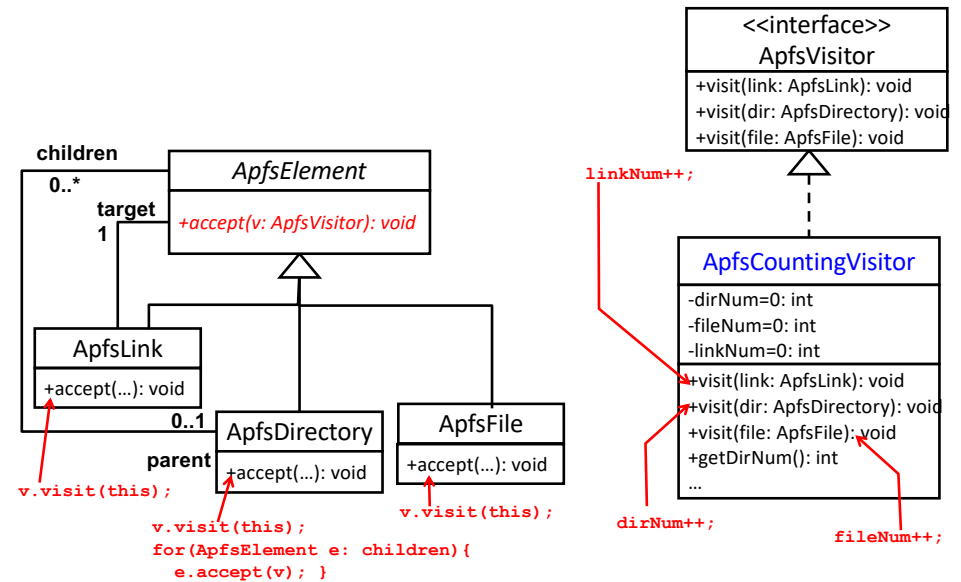 <<interface>>
ApfsVisitor
+visit(link: ApfsLink): void
+visit(dir: ApfsDirectory): void
+visit(file: ApfsFile): void
children
0..*
target
1
ApfsElement
+accept(v: ApfsVisitor): void
linkNum++;
ApfsCountingVisitor
-dirNum=0: int
-fileNum=0: int
-linkNum=0: int
+visit(link: ApfsLink): void
+visit(dir: ApfsDirectory): void
+visit(file: ApfsFile): void
+getDirNum(): int
…
ApfsLink
+accept(…): void
0..1
parent
ApfsDirectory
+accept(…): void
ApfsFile
+accept(…): void
v.visit(this);
v.visit(this);
for(ApfsElement e: children){
e.accept(v); }
v.visit(this);
dirNum++;
fileNum++;